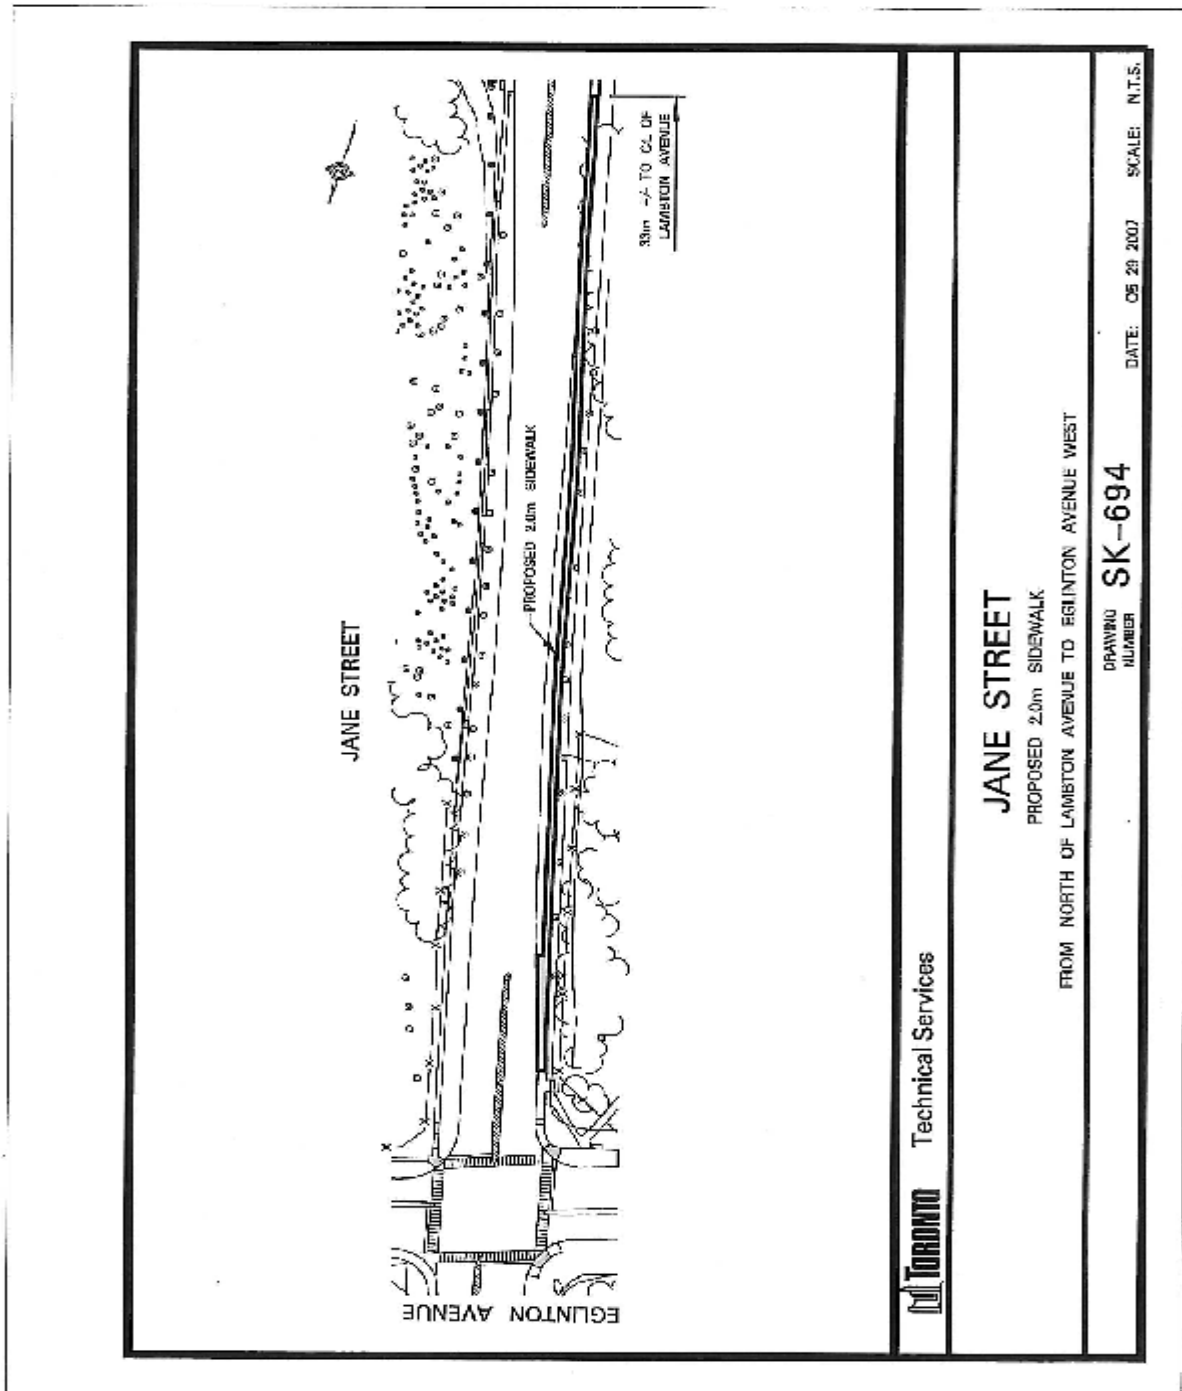 JANE STREET
33m +/- TO C/L OF
LAMBTON AVENUE
PROPOSED 2.0m SIDEWALK
EGLINTON AVENUE
TORONTO Technical Services
JANE STREET
PROPOSED 2.0m SIDEWALK
FROM NORTH OF LAMBTON AVENUE TO EGLINTON AVENUE WEST
DRAWING
NUMBER SK-694
DATE: 05 29 2007 SCALE: N.T.S.